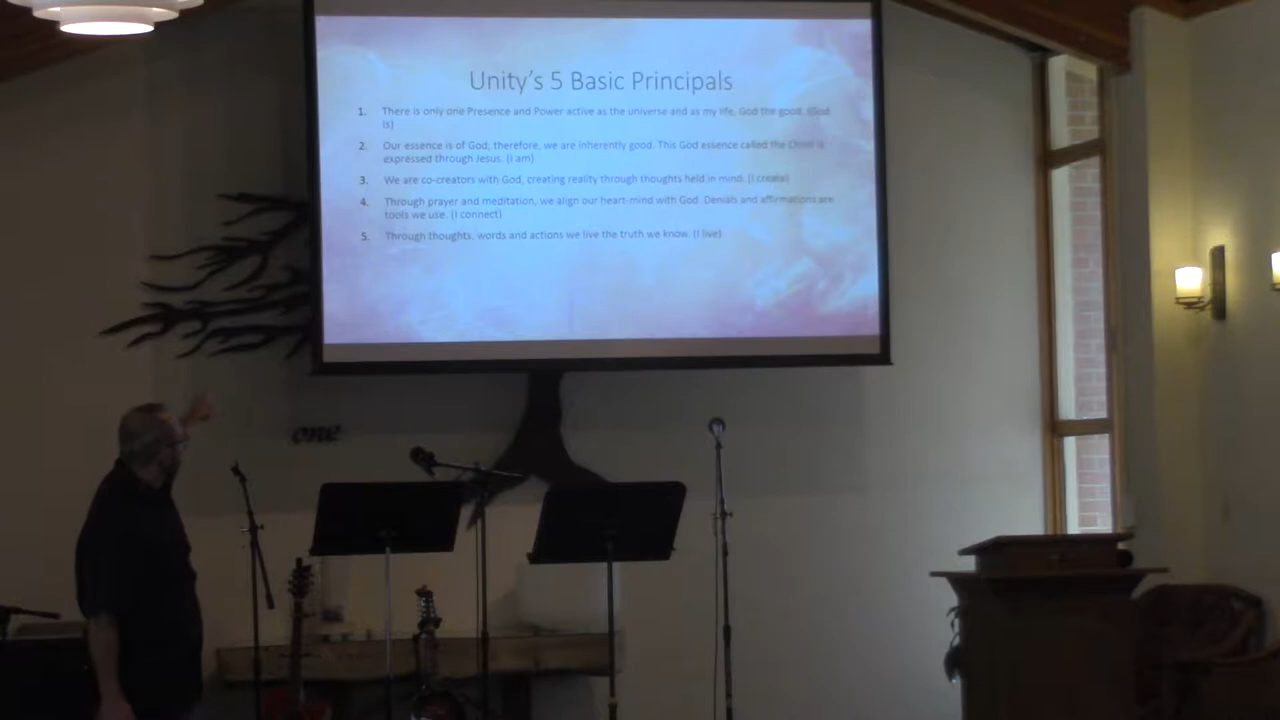 Unity's 5 Basic Principals
1. There is only one Presence and Power active as the universe and as my life, God the good. (God
is)
2. Our essence is of God; therefore, we are inherently good. This God essence called the Christ is
expressed through Jesus. (I am)
3. We are co-creators with God, creating reality through thoughts held in mind. (I create)
4. Through prayer and meditation, we align our heart-mind with God. Denials and affirmations are
tools we use. (I connect)
5. Through thoughts, words and actions we live the truth we know. (I live)
one